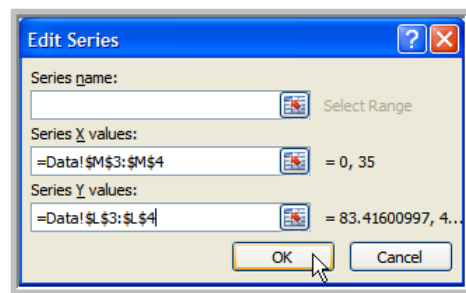 Edit Series
Series name:
Select Range
Series X values:
=Data!$M$3:$M$4
= 0, 35
Series Y values:
=Data!$L$3:$L$4
= 83.41600997, 4...
OK
Cancel